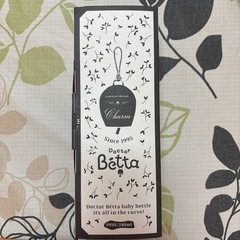 Charm
Since 1995
Doctor
Betta
Doctor Betta baby bottle
it's all in the curve!
PPSU 240ml